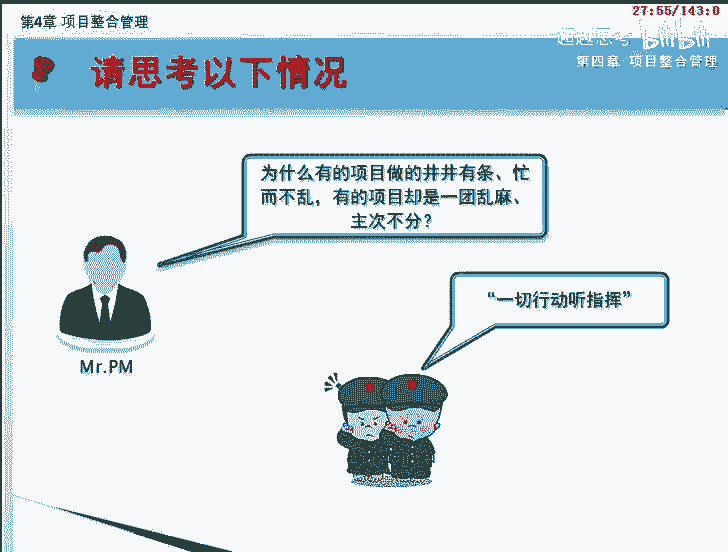 第4章 项目整合管理
27:55/143:0
bilibili
请思考以下情况
第四章 项目整合管理
为什么有的项目做的井井有条、忙
而不乱，有的项目却是一团乱麻、
主次不分？
“一切行动听指挥”
Mr.PM